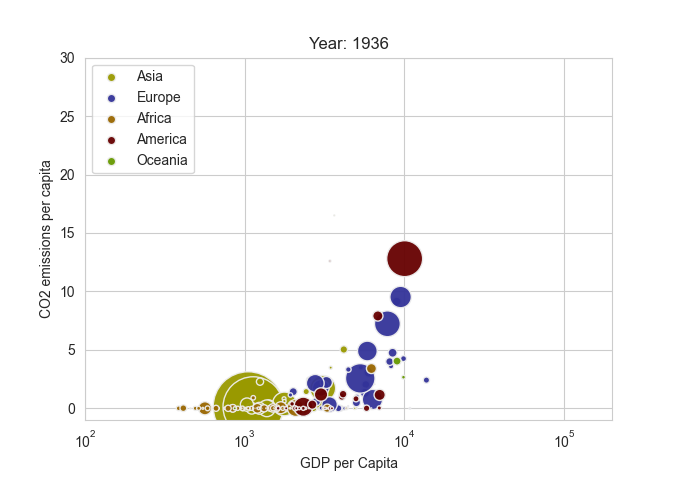 Year: 1936
30
25
20
15
10
5
0
CO2 emissions per capita
Asia
Europe
Africa
America
Oceania
10²
10³
10⁴
10⁵
GDP per Capita